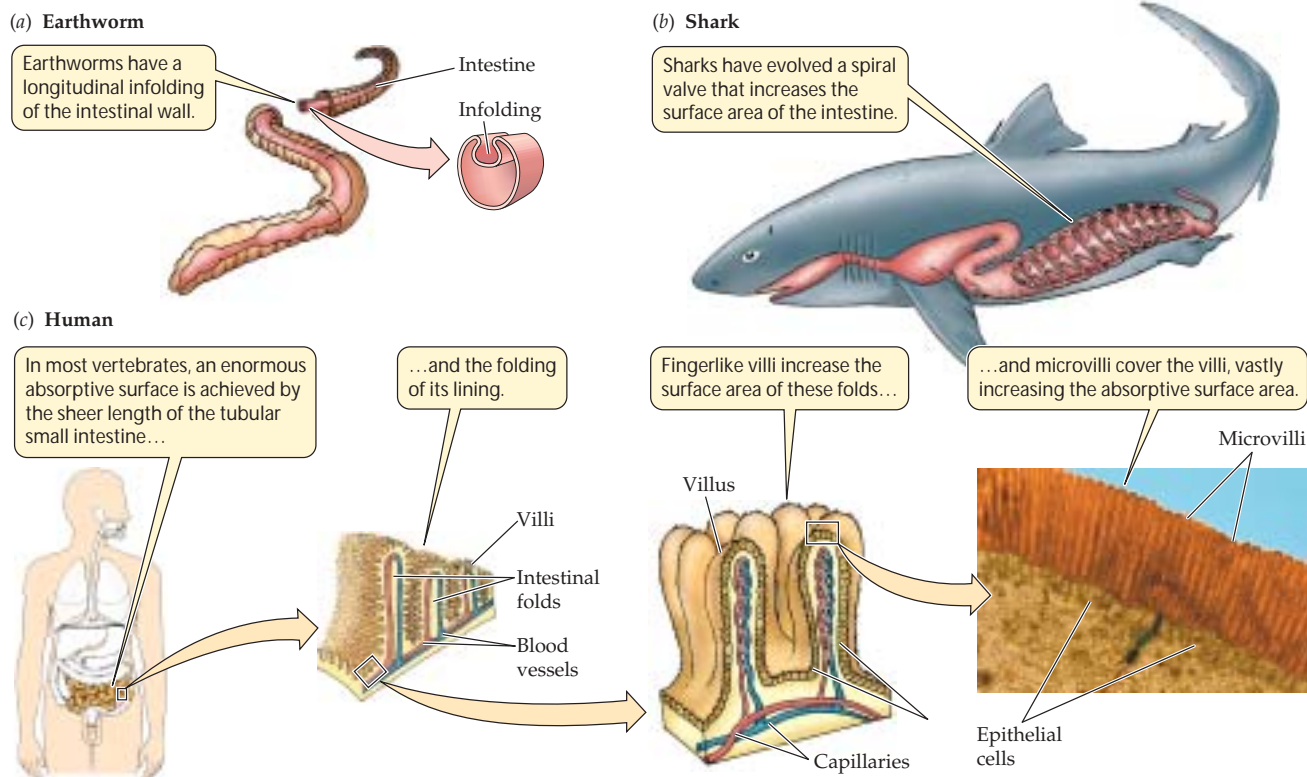 (a) Earthworm
Earthworms have a
longitudinal infolding
of the intestinal wall.
Intestine
Infolding
(b) Shark
Sharks have evolved a spiral
valve that increases the
surface area of the intestine.
(c) Human
In most vertebrates, an enormous
absorptive surface is achieved by
the sheer length of the tubular
small intestine…
…and the folding
of its lining.
Villi
Intestinal
folds
Blood
vessels
Fingerlike villi increase the
surface area of these folds…
Villus
Capillaries
…and microvilli cover the villi, vastly
increasing the absorptive surface area.
Microvilli
Epithelial
cells